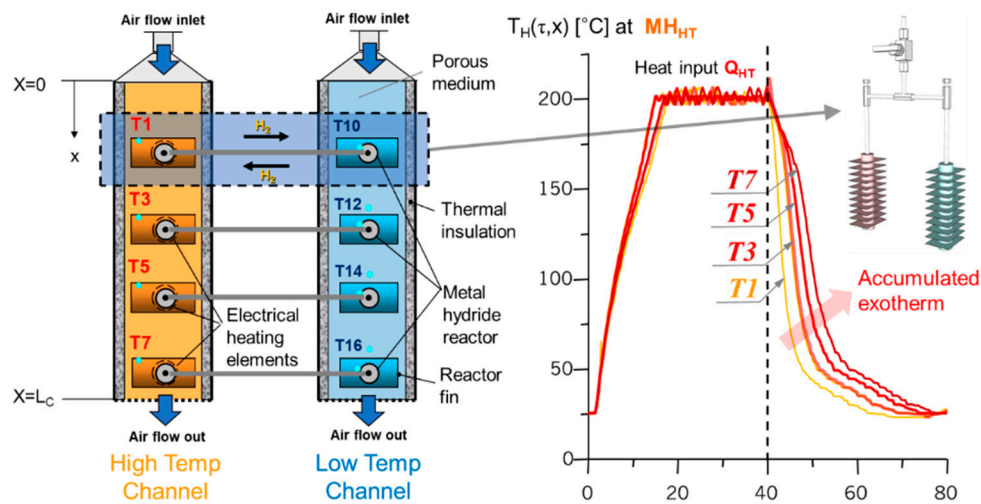 Air flow inlet
Air flow inlet
X=0
x
Porous
medium
T1
H₂
H₂
T10
T3
T12
Thermal
insulation
T5
T14
Metal
hydride
reactor
Electrical
heating
elements
T7
T16
Reactor
fin
X=L_C
Air flow out
Air flow out
High Temp
Channel
Low Temp
Channel
T_H(τ,x) [°C] at MH_HT
Heat input Q_HT
200
150
100
50
0
T7
T5
T3
T1
Accumulated
exotherm
0
20
40
60
80